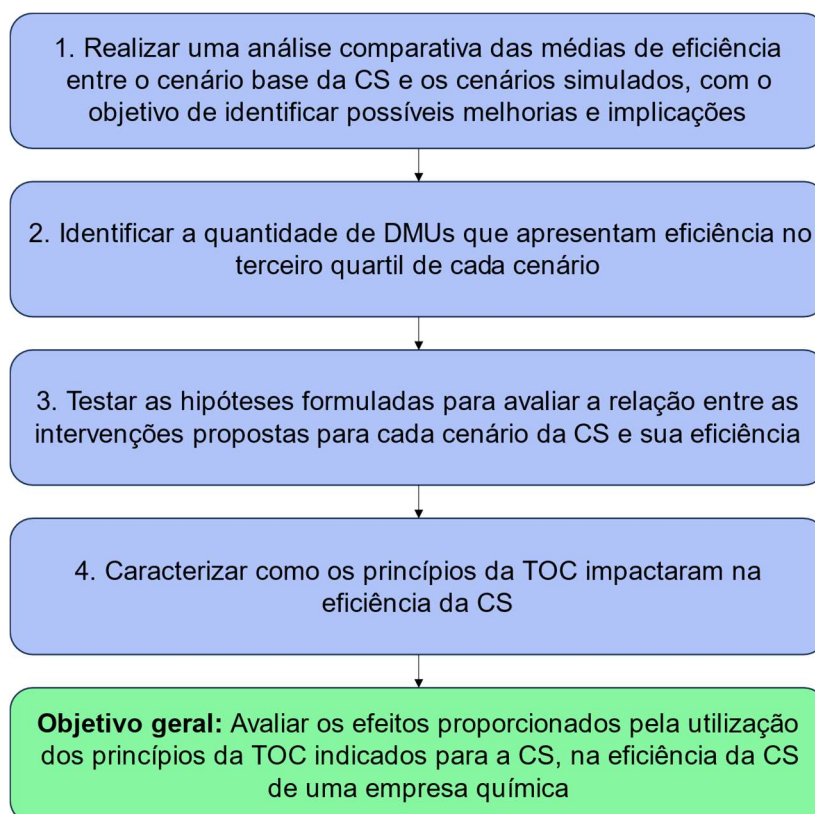 1. Realizar uma análise comparativa das médias de eficiência
entre o cenário base da CS e os cenários simulados, com o
objetivo de identificar possíveis melhorias e implicações
2. Identificar a quantidade de DMUs que apresentam eficiência no
terceiro quartil de cada cenário
3. Testar as hipóteses formuladas para avaliar a relação entre as
intervenções propostas para cada cenário da CS e sua eficiência
4. Caracterizar como os princípios da TOC impactaram na
eficiência da CS
Objetivo geral: Avaliar os efeitos proporcionados pela utilização
dos princípios da TOC indicados para a CS, na eficiência da CS
de uma empresa química